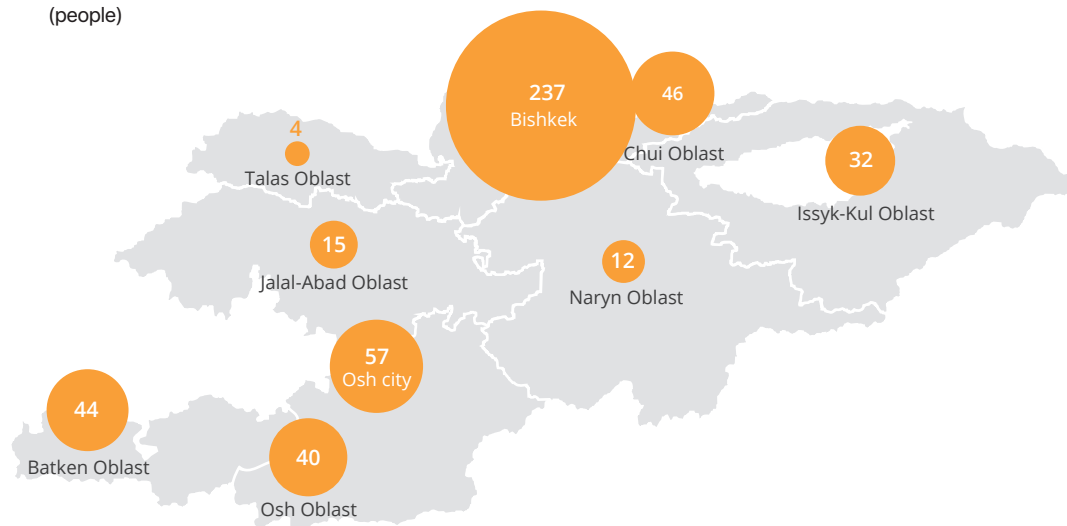 (people)
237
Bishkek
46
Chui Oblast
4
Talas Oblast
32
Issyk-Kul Oblast
15
Jalal-Abad Oblast
12
Naryn Oblast
57
Osh city
44
Batken Oblast
40
Osh Oblast